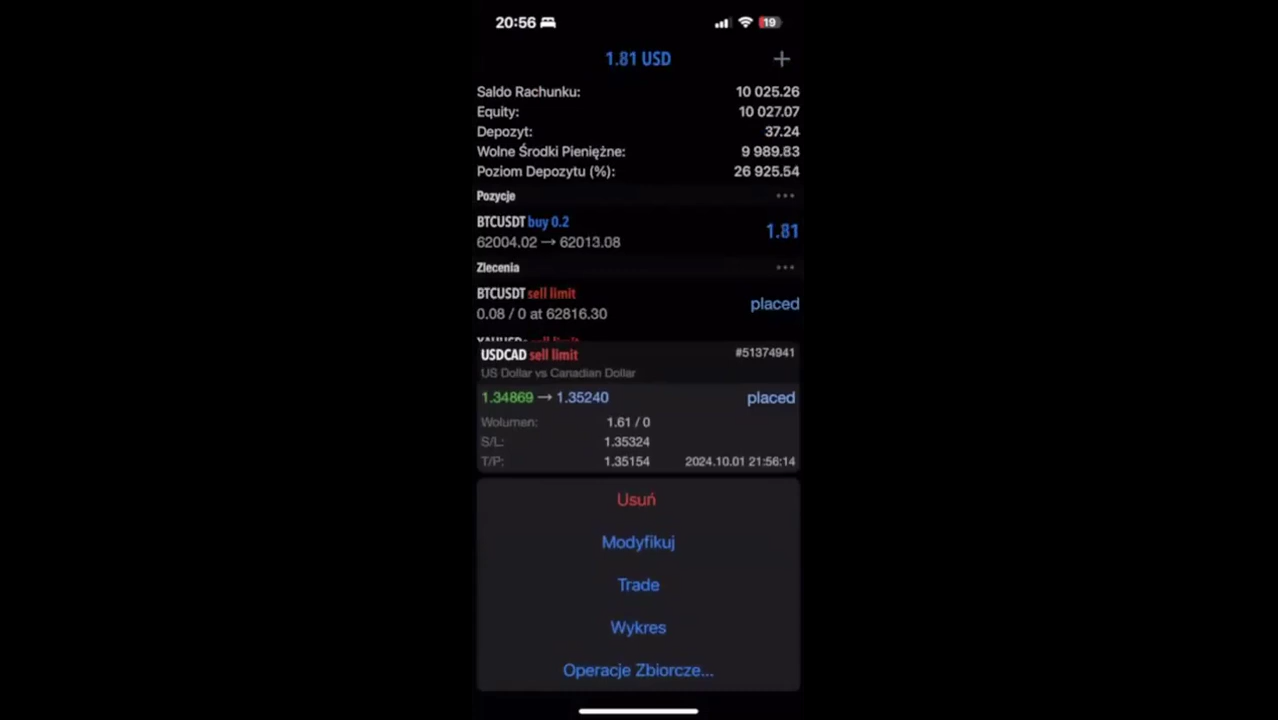 20:56 19
1.81 USD +
Saldo Rachunku: 10 025.26
Equity: 10 027.07
Depozyt: 37.24
Wolne Środki Pieniężne: 9 989.83
Poziom Depozytu (%): 26 925.54
Pozycje
BTCUSDT buy 0.2 1.81
62004.02 → 62013.08
Zlecenia
BTCUSDT sell limit placed
0.08 / 0 at 62816.30
sell limit
USDCAD sell limit #51374941
US Dollar vs Canadian Dollar
1.34869 → 1.35240 placed
Wolumen: 1.61 / 0
S/L: 1.35324
T/P: 1.35154 2024.10.01 21:56:14
Usuń
Modyfikuj
Trade
Wykres
Operacje Zbiorcze...